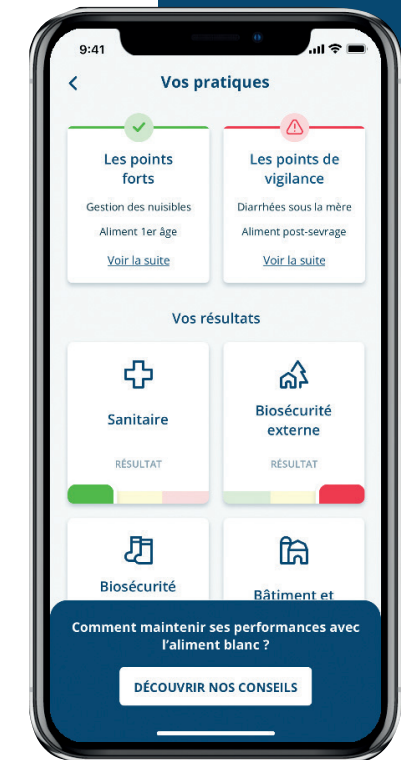 9:41
Vos pratiques
Les points
forts
Gestion des nuisibles
Aliment 1er âge
Voir la suite
Les points de
vigilance
Diarrhées sous la mère
Aliment post-sevrage
Voir la suite
Vos résultats
Sanitaire
RÉSULTAT
Biosécurité
externe
RÉSULTAT
Biosécurité
Bâtiment et
Comment maintenir ses performances avec
l'aliment blanc ?
DÉCOUVRIR NOS CONSEILS